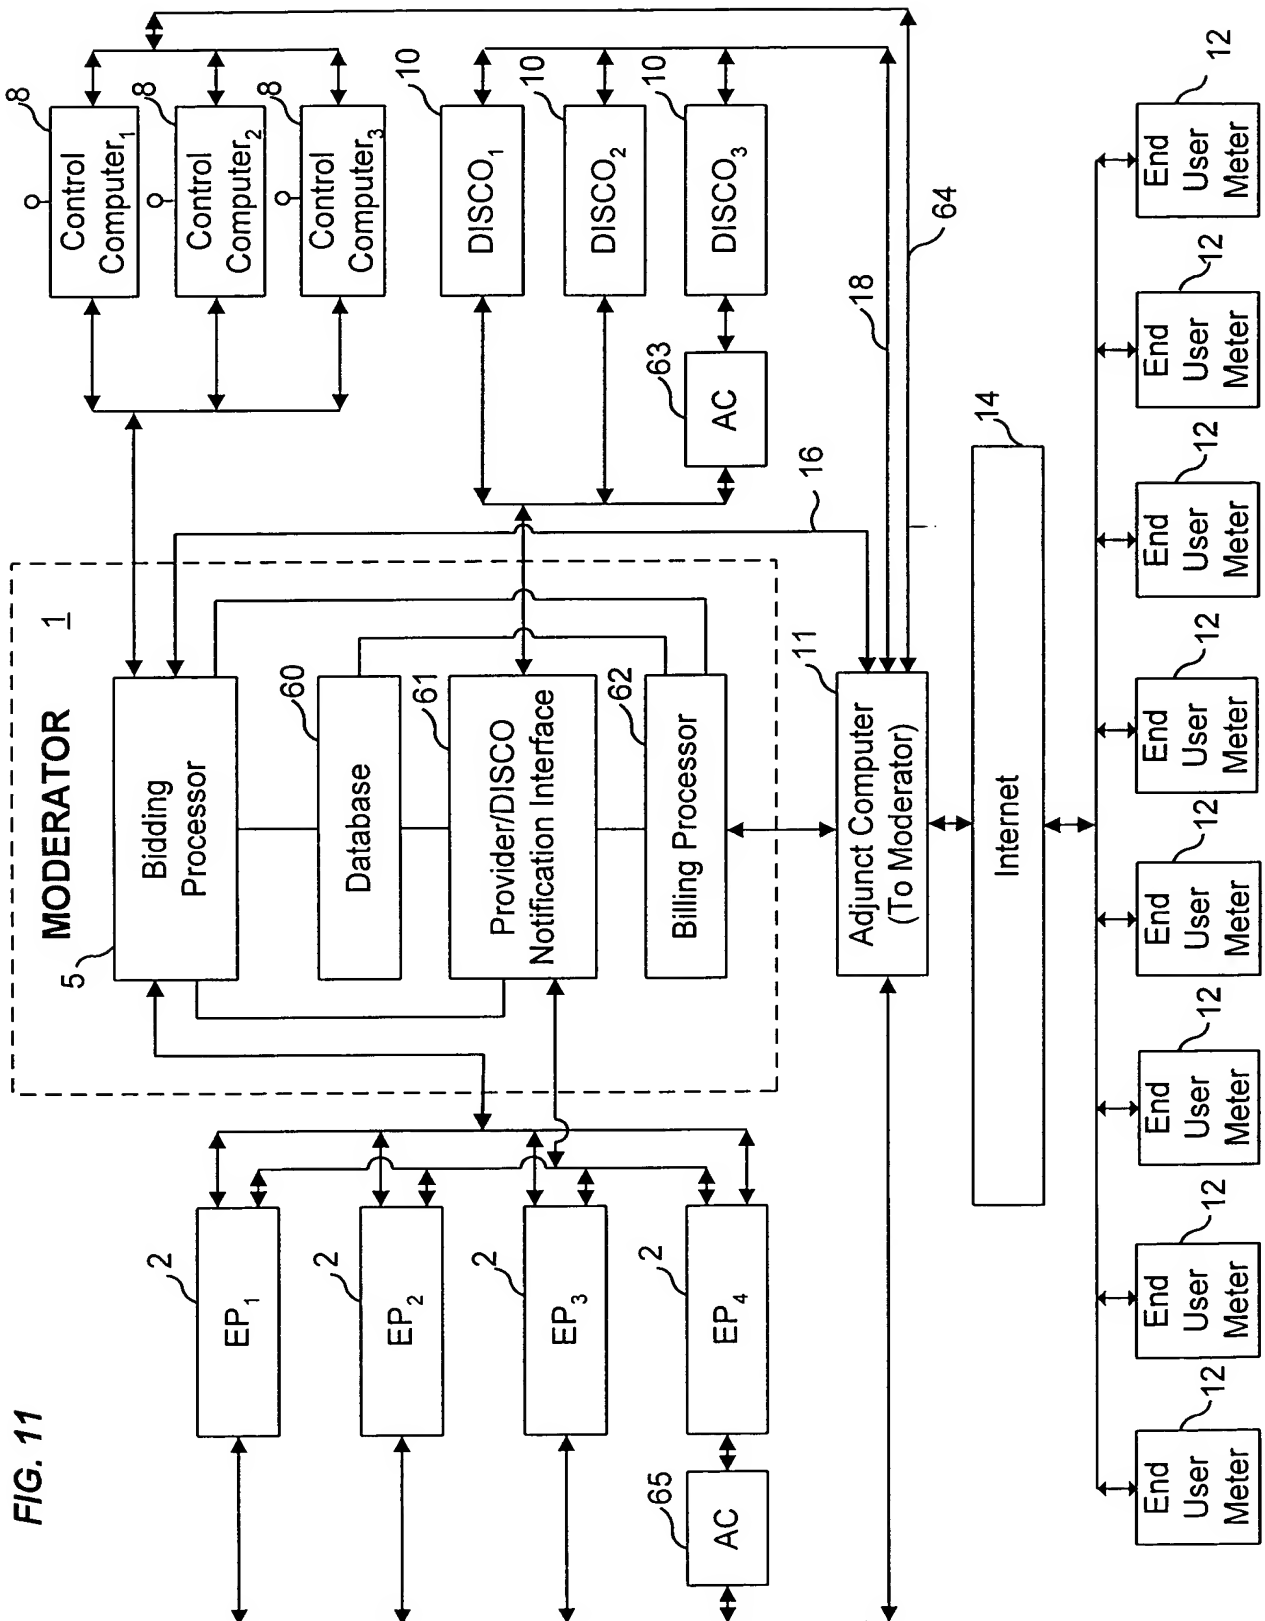 FIG. 11
MODERATOR
1
5
Bidding
Processor
60
Database
61
Provider/DISCO
Notification Interface
62
Billing Processor
2
EP1
2
EP2
2
EP3
2
EP4
65
AC
8
Control
Computer1
8
Control
Computer2
8
Control
Computer3
10
DISCO1
10
DISCO2
10
DISCO3
63
AC
16
18
64
11
Adjunct Computer
(To Moderator)
14
Internet
12
End
User
Meter
12
End
User
Meter
12
End
User
Meter
12
End
User
Meter
12
End
User
Meter
12
End
User
Meter
12
End
User
Meter
12
End
User
Meter